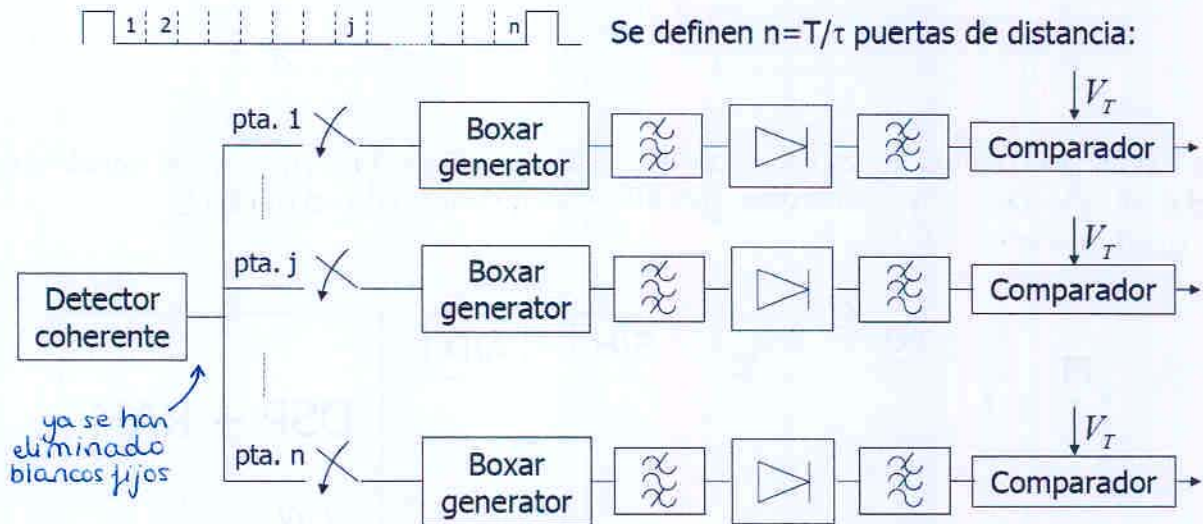 1 2 j n
Se definen n=T/τ puertas de distancia:
pta. 1
Boxar
generator
V_T
Comparador
pta. j
Boxar
generator
V_T
Comparador
Detector
coherente
ya se han
eliminado
blancos fijos
pta. n
Boxar
generator
V_T
Comparador